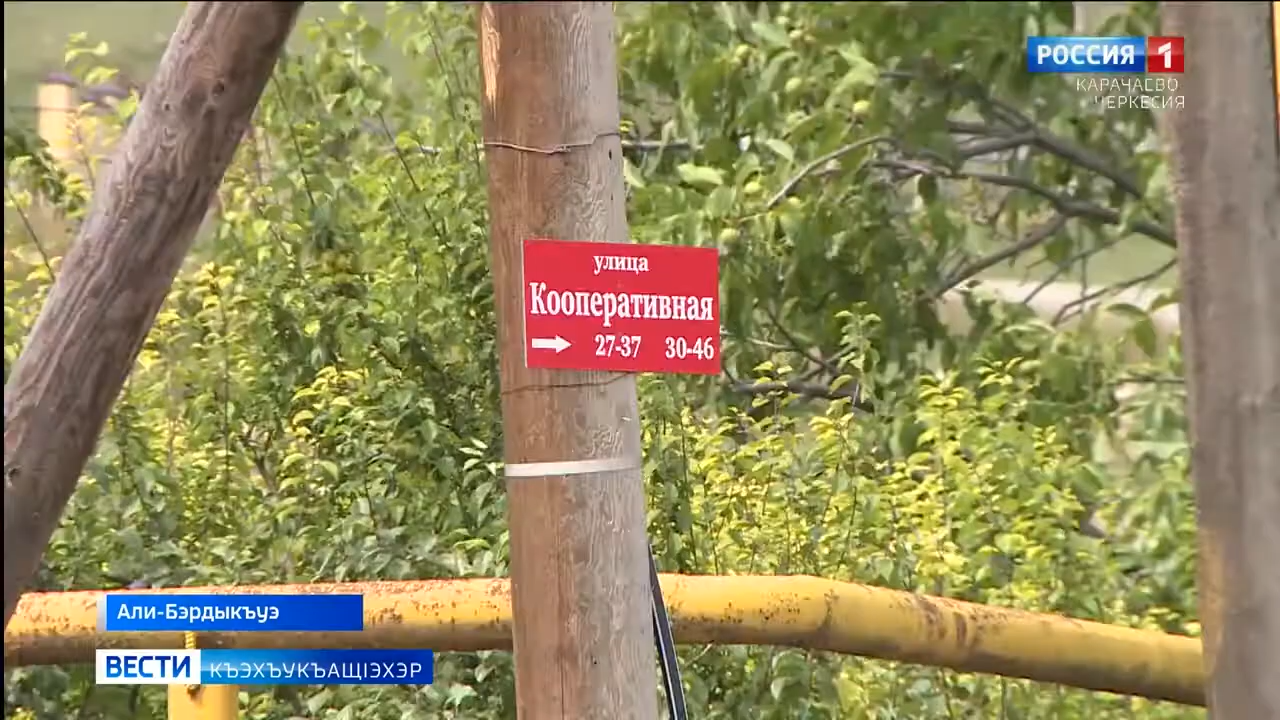 РОССИЯ 1
КАРАЧАЕВО
ЧЕРКЕСИЯ
улица
Кооперативная
27-37 30-46
Али-Бэрдыкъуэ
ВЕСТИ КЪЭХЪУКЪАЩIЭХЭР